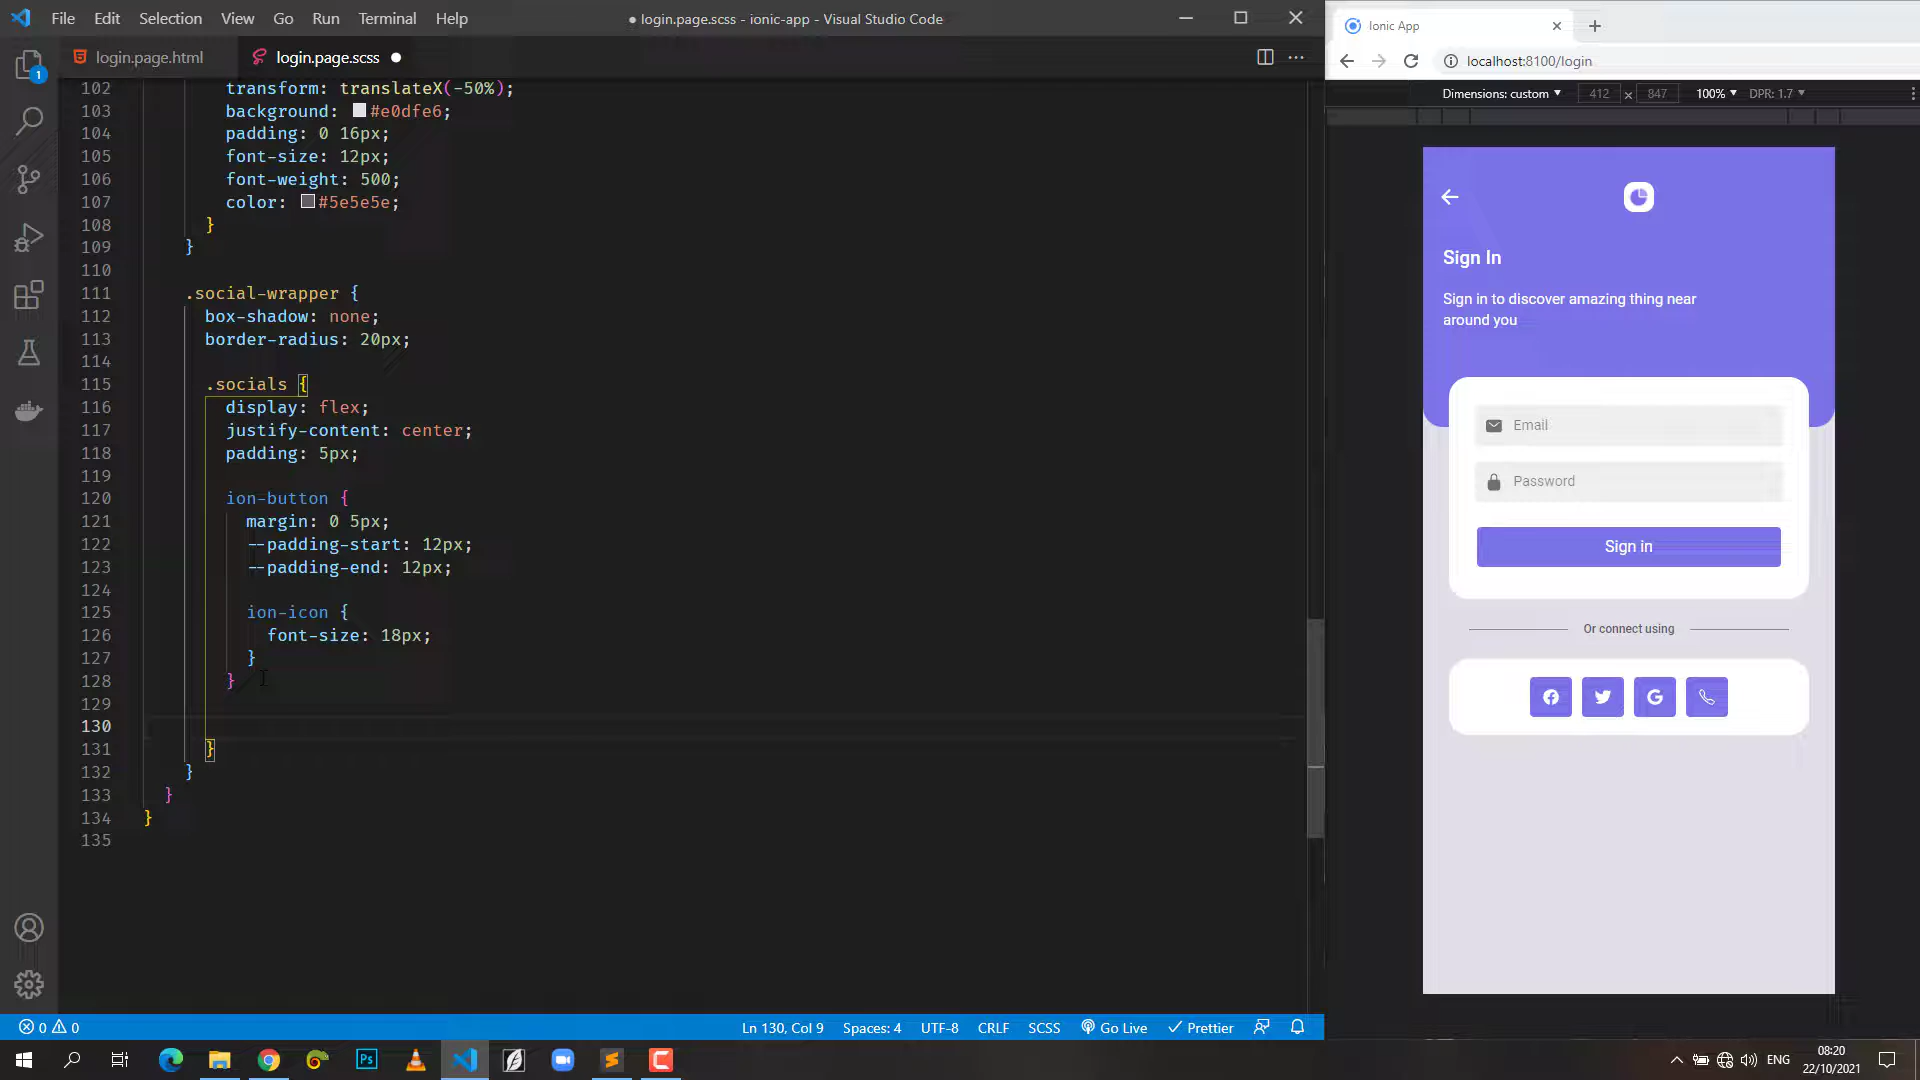 File Edit Selection View Go Run Terminal Help
● login.page.scss - ionic-app - Visual Studio Code
login.page.html
login.page.scss
102 transform: translateX(-50%);
103 background: #e0dfe6;
104 padding: 0 16px;
105 font-size: 12px;
106 font-weight: 500;
107 color: #5e5e5e;
108 }
109 }
110
111 .social-wrapper {
112 box-shadow: none;
113 border-radius: 20px;
114
115 .socials {
116 display: flex;
117 justify-content: center;
118 padding: 5px;
119
120 ion-button {
121 margin: 0 5px;
122 --padding-start: 12px;
123 --padding-end: 12px;
124
125 ion-icon {
126 font-size: 18px;
127 }
128 }
129
130
131 }
132 }
133 }
134 }
135
1
0 0
Ln 130, Col 9 Spaces: 4 UTF-8 CRLF SCSS Go Live Prettier
Ionic App
localhost:8100/login
Dimensions: custom 412 x 847 100% DPR: 1.7
Sign In
Sign in to discover amazing thing near
around you
Email
Password
Sign in
Or connect using
Ps
ENG
08:20
22/10/2021